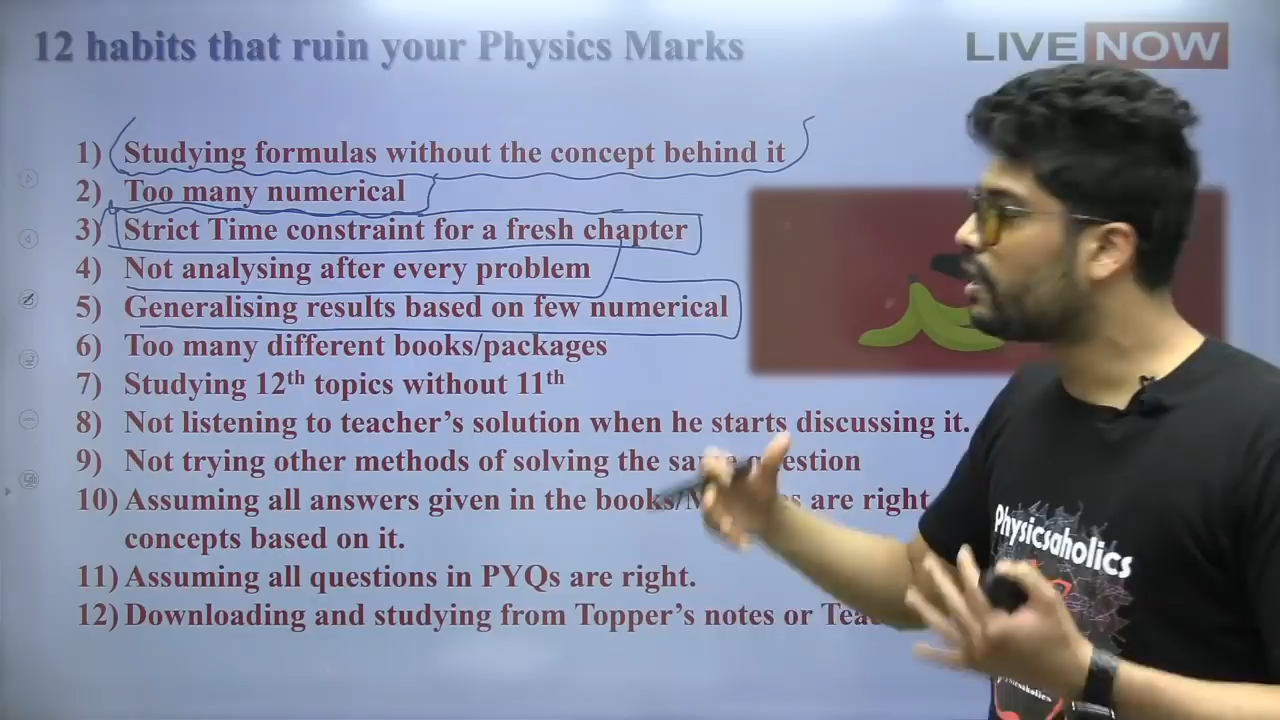 12 habits that ruin your Physics Marks
LIVE NOW
1) Studying formulas without the concept behind it
2) Too many numerical
3) Strict Time constraint for a fresh chapter
4) Not analysing after every problem
5) Generalising results based on few numerical
6) Too many different books/packages
7) Studying 12th topics without 11th
8) Not listening to teacher's solution when he starts discussing it.
9) Not trying other methods of solving the same question
10) Assuming all answers given in the books/ are right
concepts based on it.
11) Assuming all questions in PYQs are right.
12) Downloading and studying from Topper's notes or
Physicsaholics